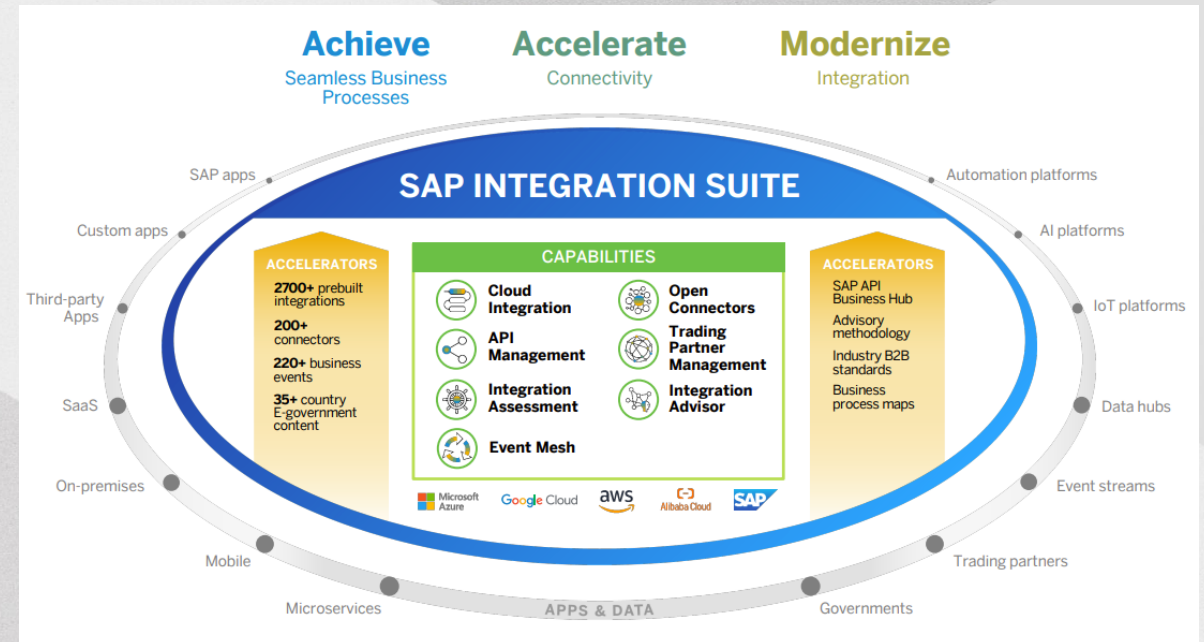 Achieve
Seamless Business
Processes
Accelerate
Connectivity
Modernize
Integration
SAP INTEGRATION SUITE
SAP apps
Custom apps
Third-party
Apps
SaaS
On-premises
Mobile
Microservices
ACCELERATORS
2700+ prebuilt
integrations
200+
connectors
220+ business
events
35+ country
E-government
content
CAPABILITIES
Cloud
Integration
API
Management
Integration
Assessment
Event Mesh
Open
Connectors
Trading
Partner
Management
Integration
Advisor
Microsoft
Azure
Google Cloud
aws
Alibaba Cloud
SAP
ACCELERATORS
SAP API
Business Hub
Advisory
methodology
Industry B2B
standards
Business
process maps
Automation platforms
AI platforms
IoT platforms
Data hubs
Event streams
Trading partners
Governments
APPS & DATA